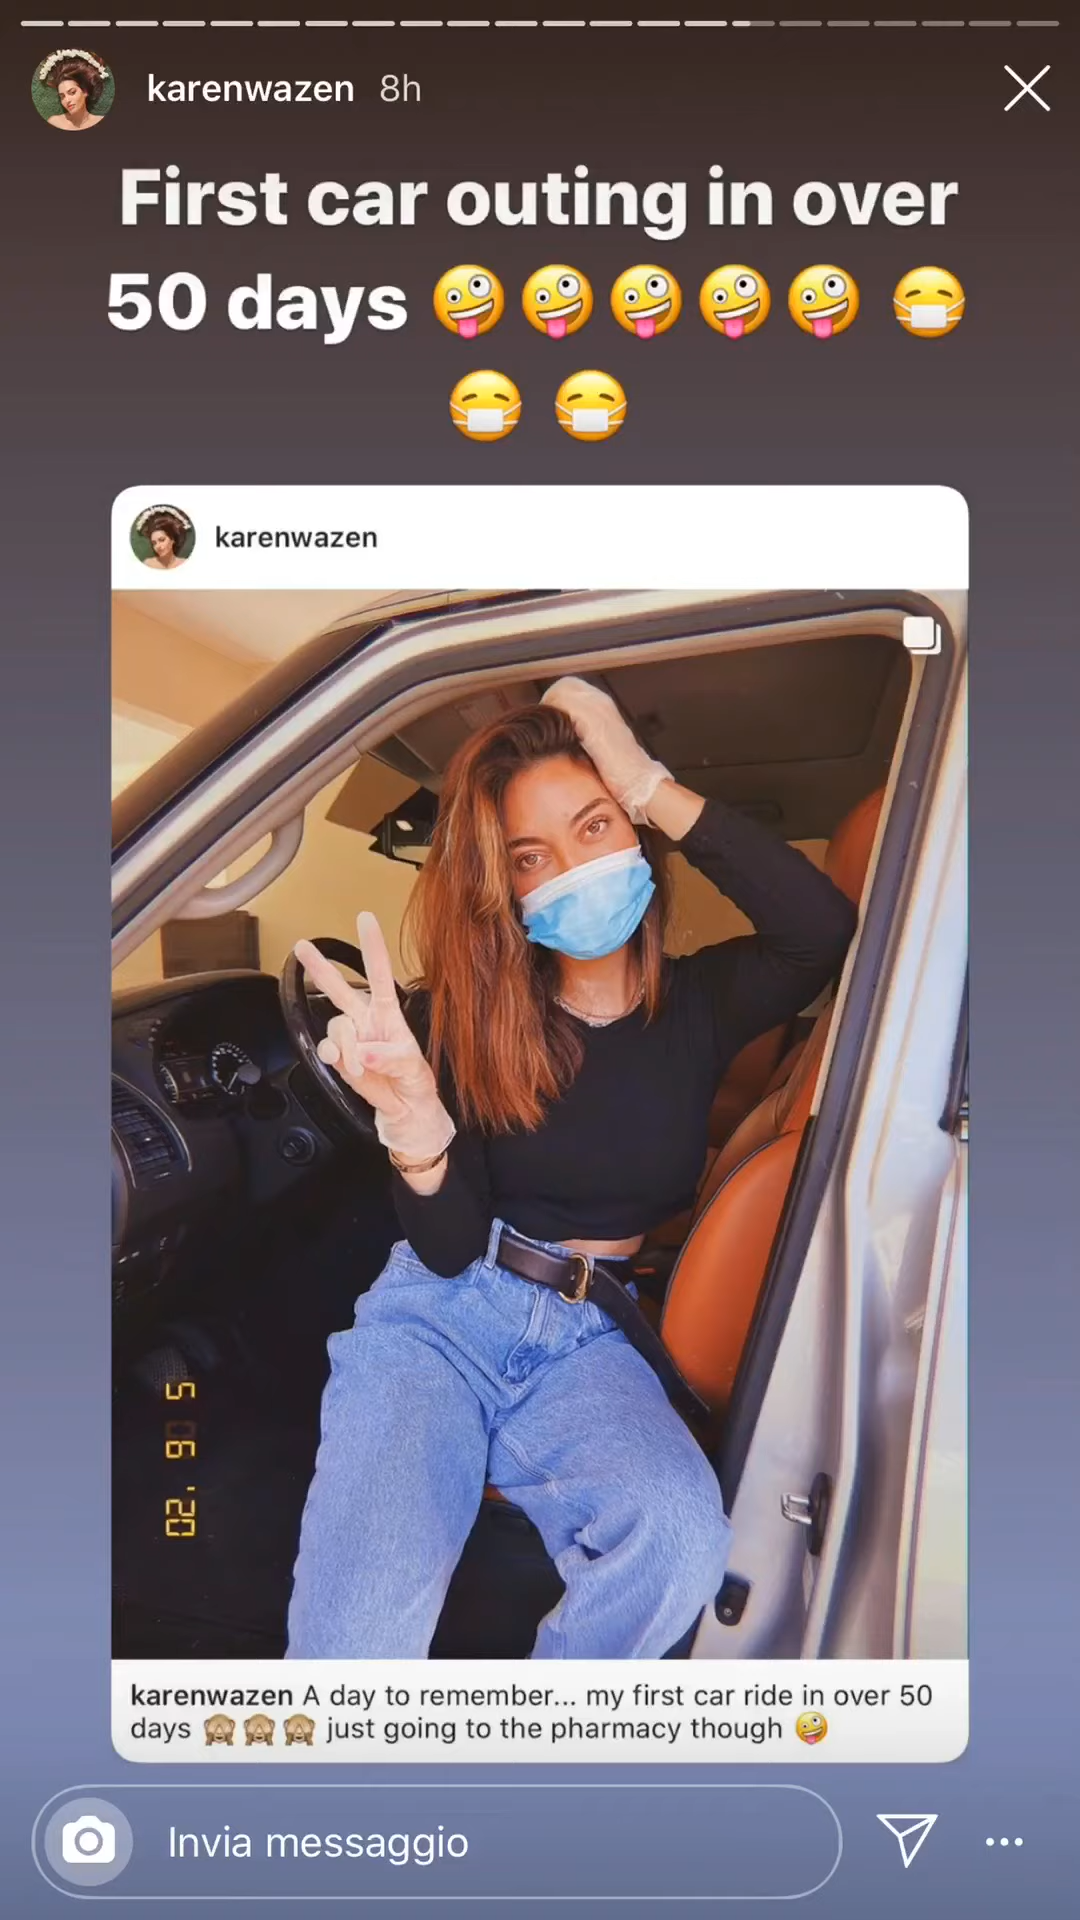 karenwazen 8h
First car outing in over
50 days 🤪🤪🤪🤪🤪 😷
😷 😷
karenwazen
02. 6 5
karenwazen A day to remember... my first car ride in over 50
days 🙈🙈🙈 just going to the pharmacy though 🤪
Invia messaggio